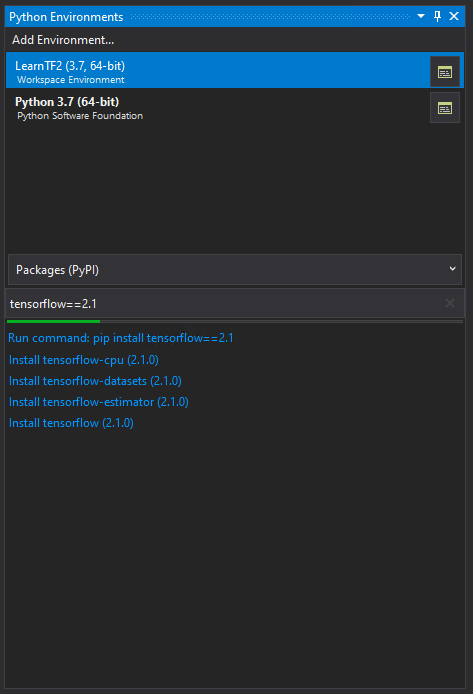 Python Environments
Add Environment...
LearnTF2 (3.7, 64-bit)
Workspace Environment
Python 3.7 (64-bit)
Python Software Foundation
Packages (PyPI)
tensorflow==2.1
Run command: pip install tensorflow==2.1
Install tensorflow-cpu (2.1.0)
Install tensorflow-datasets (2.1.0)
Install tensorflow-estimator (2.1.0)
Install tensorflow (2.1.0)